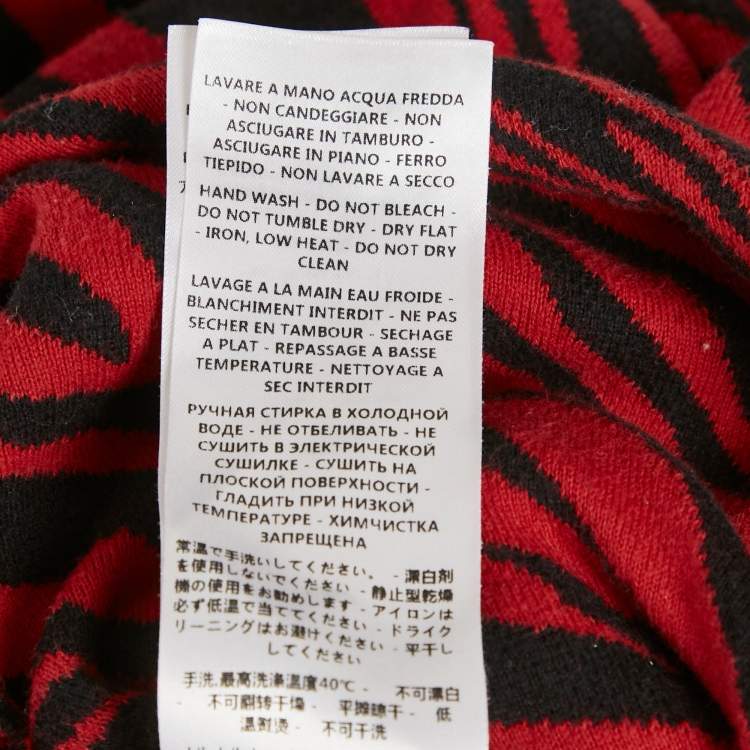 LAVARE A MANO ACQUA FREDDA
- NON CANDEGGIARE - NON
ASCIUGARE IN TAMBURO -
ASCIUGARE IN PIANO - FERRO
TIEPIDO - NON LAVARE A SECCO
HAND WASH - DO NOT BLEACH -
DO NOT TUMBLE DRY - DRY FLAT
- IRON, LOW HEAT - DO NOT DRY
CLEAN
LAVAGE A LA MAIN EAU FROIDE -
BLANCHIMENT INTERDIT - NE PAS
SECHER EN TAMBOUR - SECHAGE
A PLAT - REPASSAGE A BASSE
TEMPERATURE - NETTOYAGE A
SEC INTERDIT
РУЧНАЯ СТИРКА В ХОЛОДНОЙ
ВОДЕ - НЕ ОТБЕЛИВАТЬ - НЕ
СУШИТЬ В ЭЛЕКТРИЧЕСКОЙ
СУШИЛКЕ - СУШИТЬ НА
ПЛОСКОЙ ПОВЕРХНОСТИ -
ГЛАДИТЬ ПРИ НИЗКОЙ
ТЕМПЕРАТУРЕ - ХИМЧИСТКА
ЗАПРЕЩЕНА
常温で手洗いしてください。 - 漂白剤
を使用しないでください - 静止型乾燥
機の使用をお勧めします - アイロンは
必ず低温で当ててください - ドライク
リーニングはお避けください - 平干し
してください
手洗,最高洗涤温度40℃ - 不可漂白
- 不可翻转干燥 - 平摊晾干 - 低
温熨烫 - 不可干洗